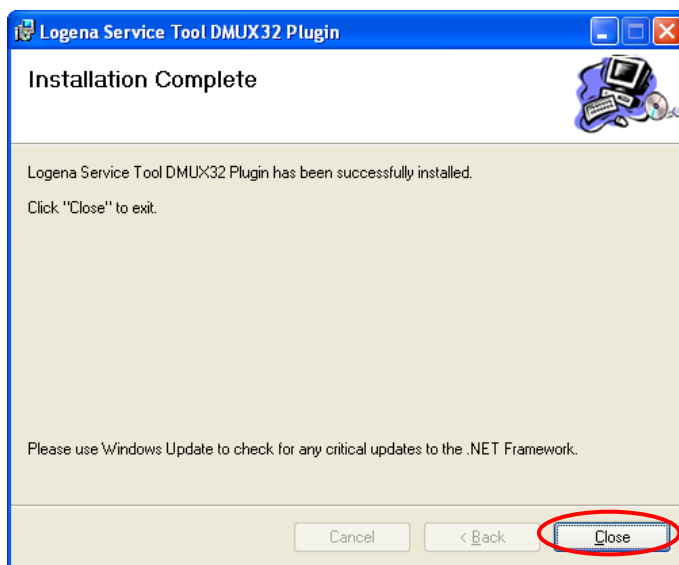 Logena Service Tool DMUX32 Plugin
Installation Complete
Logena Service Tool DMUX32 Plugin has been successfully installed.
Click "Close" to exit.
Please use Windows Update to check for any critical updates to the .NET Framework.
Cancel < Back Close